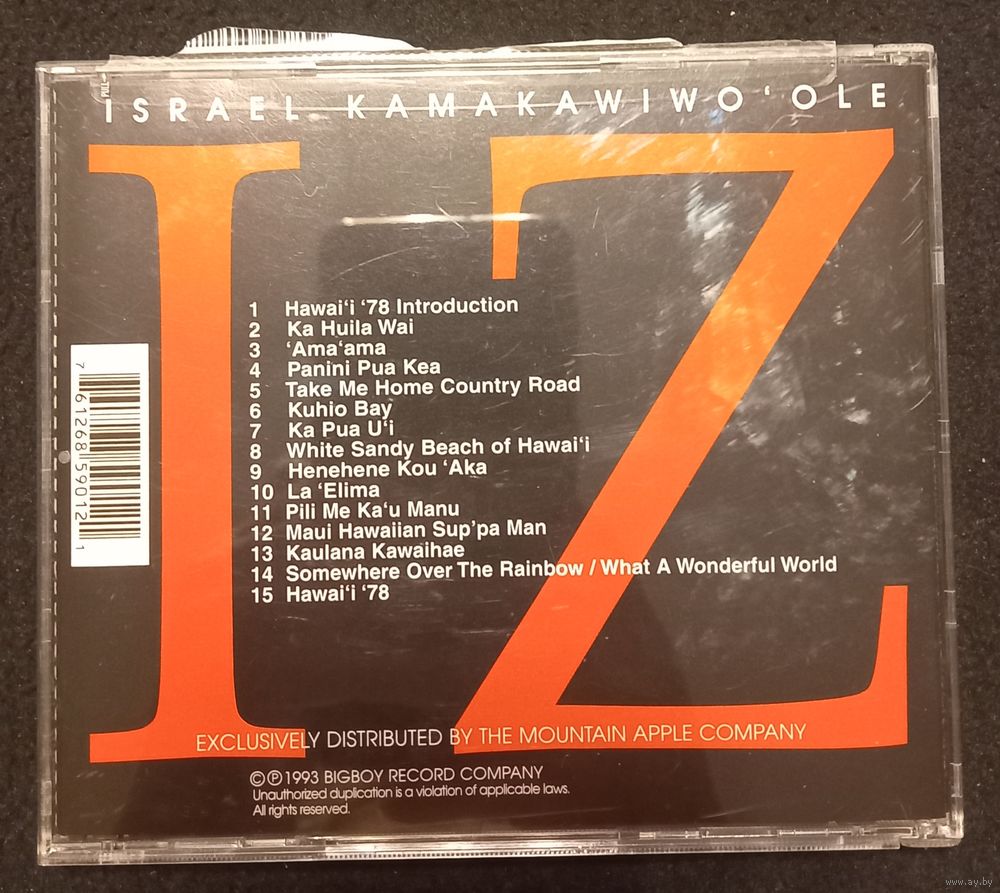 PULL
ISRAEL KAMAKAWIWO‘OLE
IZ
1 Hawai‘i ‘78 Introduction
2 Ka Huila Wai
3 ‘Ama‘ama
4 Panini Pua Kea
5 Take Me Home Country Road
6 Kuhio Bay
7 Ka Pua U‘i
8 White Sandy Beach of Hawai‘i
9 Henehene Kou ‘Aka
10 La ‘Elima
11 Pili Me Ka‘u Manu
12 Maui Hawaiian Sup’pa Man
13 Kaulana Kawaihae
14 Somewhere Over The Rainbow / What A Wonderful World
15 Hawai‘i ‘78
7 61268 59012 1
EXCLUSIVELY DISTRIBUTED BY THE MOUNTAIN APPLE COMPANY
©℗1993 BIGBOY RECORD COMPANY
Unauthorized duplication is a violation of applicable laws.
All rights reserved.
www.ay.by